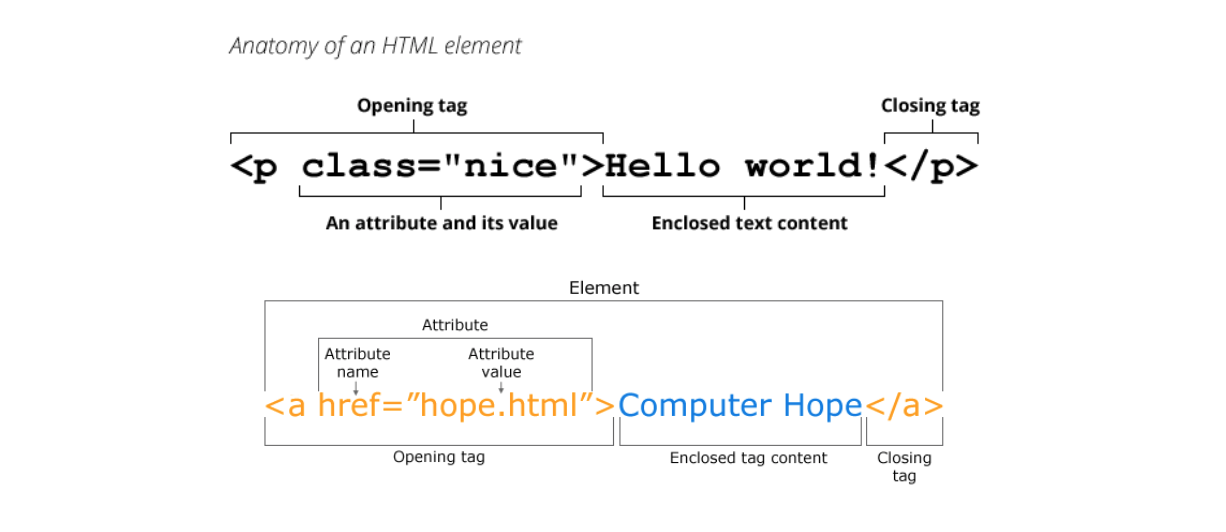 Anatomy of an HTML element
Opening tag
Closing tag
<p class="nice">Hello world!</p>
An attribute and its value
Enclosed text content
Element
Attribute
Attribute
name
Attribute
value
<a href=”hope.html”>Computer Hope</a>
Opening tag
Enclosed tag content
Closing
tag